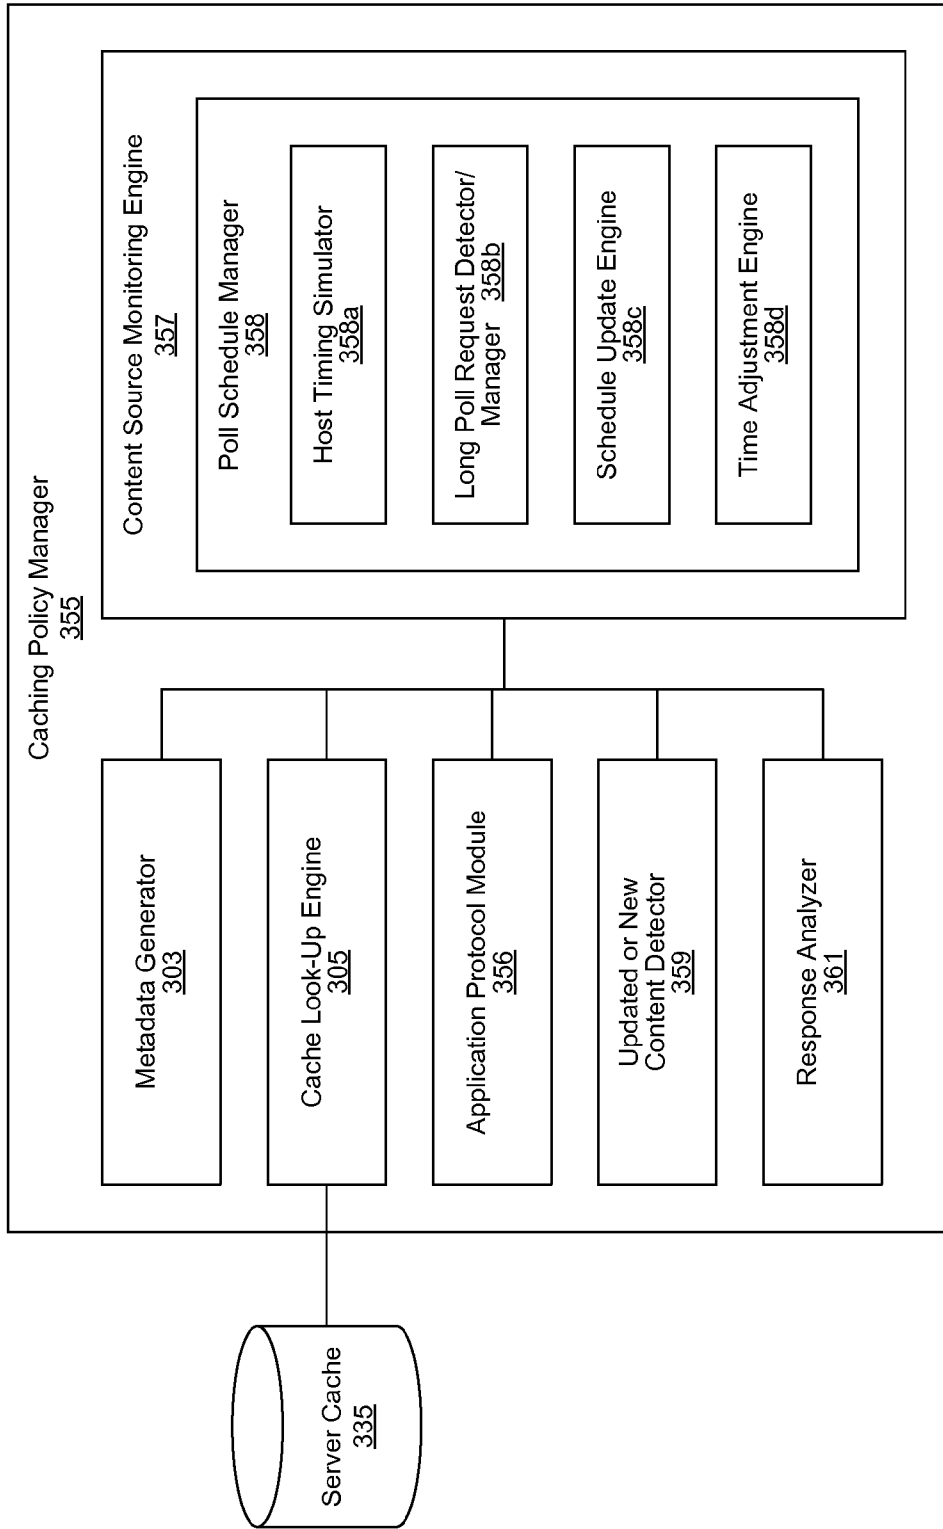 Caching Policy Manager
355
Server Cache
335
Metadata Generator
303
Cache Look-Up Engine
305
Application Protocol Module
356
Updated or New
Content Detector
359
Response Analyzer
361
Content Source Monitoring Engine
357
Poll Schedule Manager
358
Host Timing Simulator
358a
Long Poll Request Detector/
Manager 358b
Schedule Update Engine
358c
Time Adjustment Engine
358d